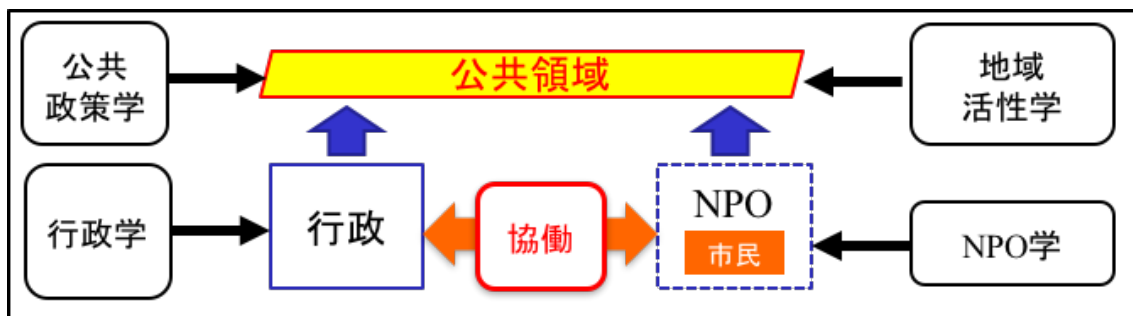 公共
政策学
公共領域
地域
活性学
行政学
行政
協働
NPO
市民
NPO学